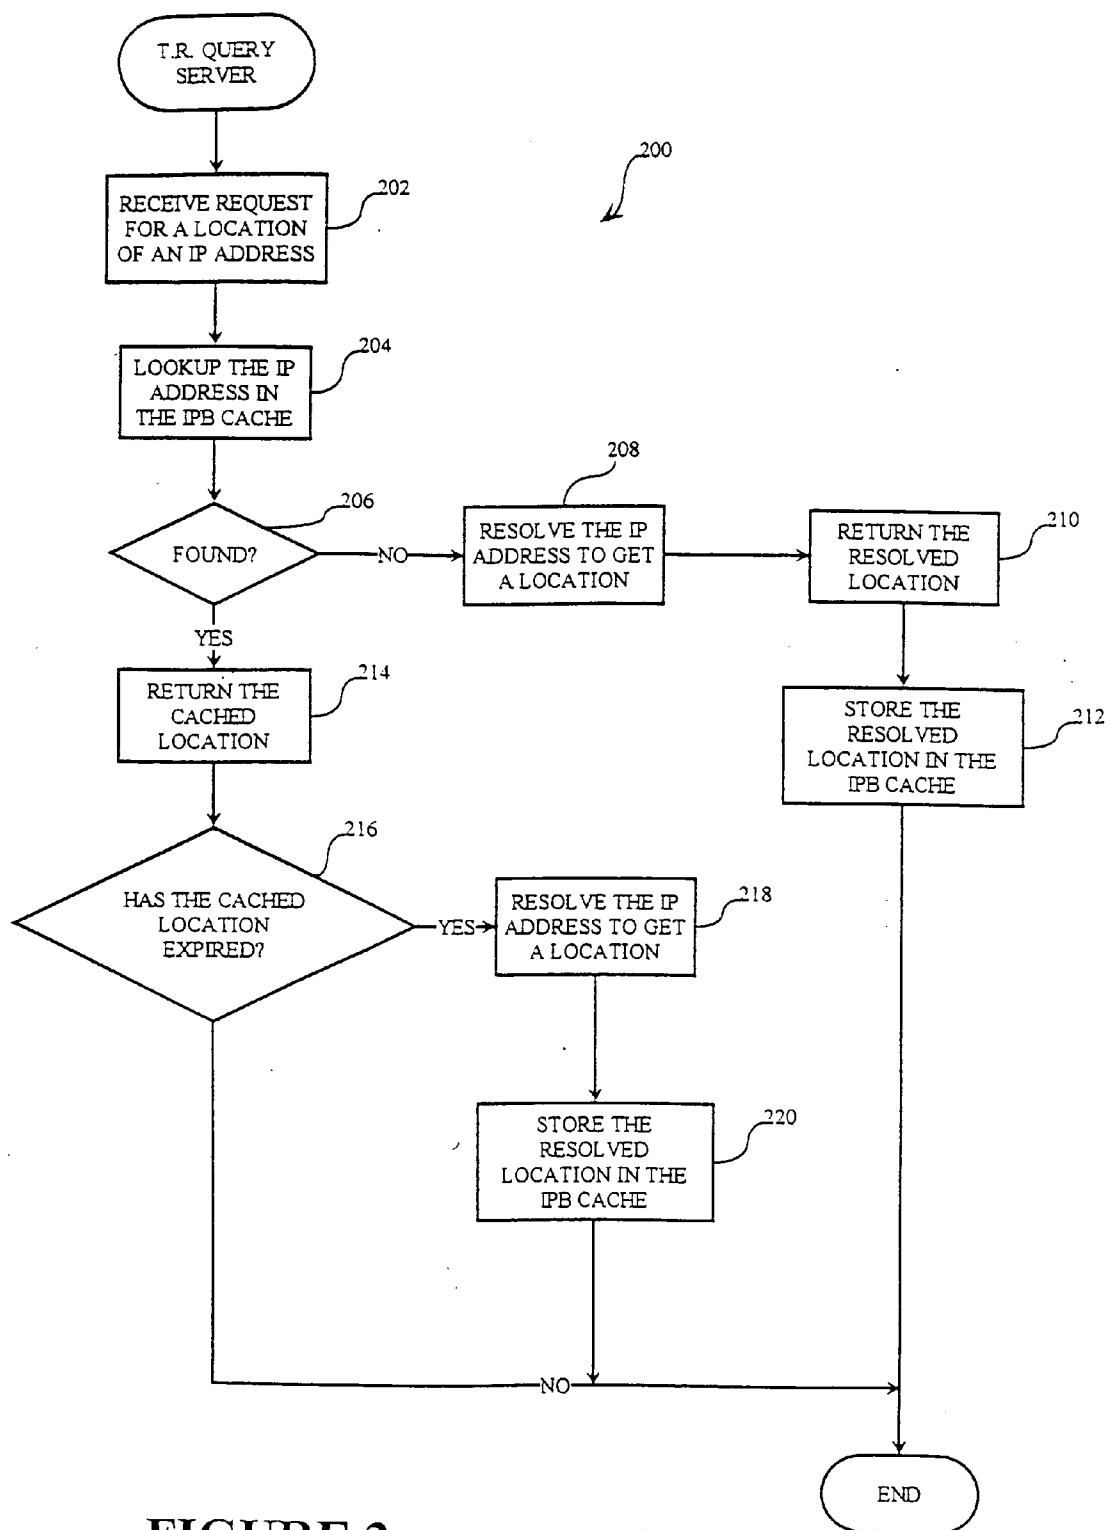 T.R. QUERY
SERVER
200
202
RECEIVE REQUEST
FOR A LOCATION
OF AN IP ADDRESS
204
LOOKUP THE IP
ADDRESS IN
THE IPB CACHE
206
FOUND?
NO
208
RESOLVE THE IP
ADDRESS TO GET
A LOCATION
210
RETURN THE
RESOLVED
LOCATION
YES
214
RETURN THE
CACHED
LOCATION
212
STORE THE
RESOLVED
LOCATION IN THE
IPB CACHE
216
HAS THE CACHED
LOCATION
EXPIRED?
YES
218
RESOLVE THE IP
ADDRESS TO GET
A LOCATION
220
STORE THE
RESOLVED
LOCATION IN THE
IPB CACHE
NO
END
FIGURE 2